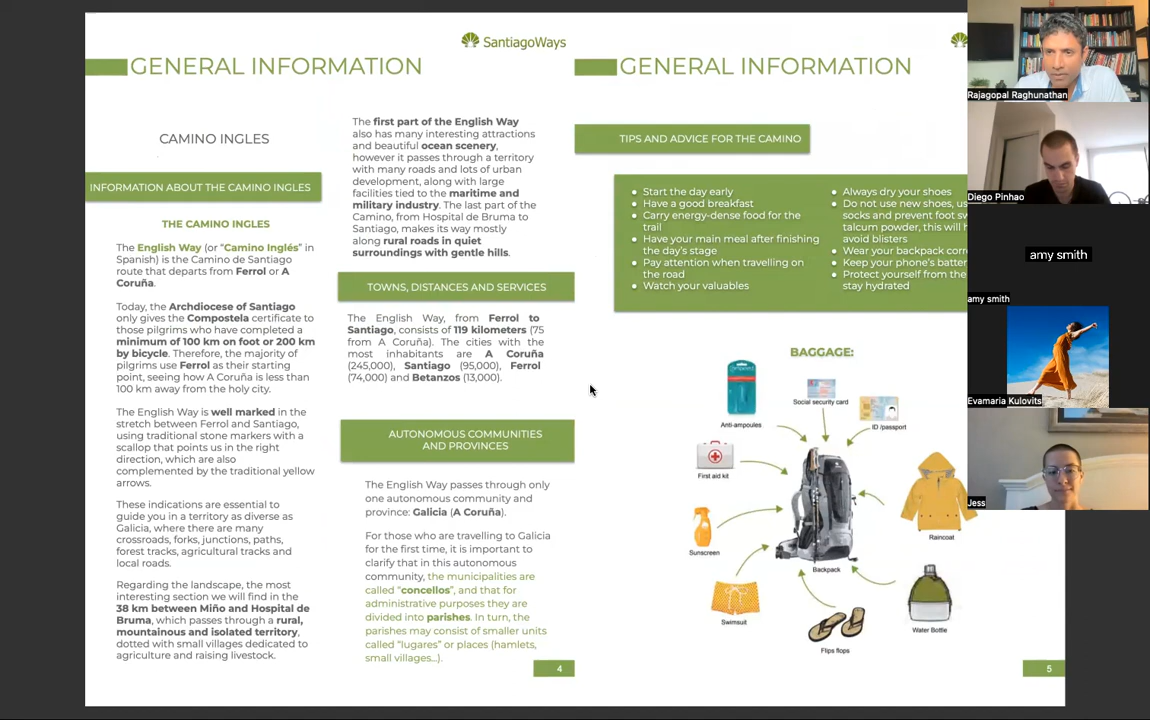 SantiagoWays
GENERAL INFORMATION
CAMINO INGLES
INFORMATION ABOUT THE CAMINO INGLES
THE CAMINO INGLES
The English Way (or “Camino Inglés” in
Spanish) is the Camino de Santiago
route that departs from Ferrol or A
Coruña.
Today, the Archdiocese of Santiago
only gives the Compostela certificate to
those pilgrims who have completed a
minimum of 100 km on foot or 200 km
by bicycle. Therefore, the majority of
pilgrims use Ferrol as their starting
point, seeing how A Coruña is less than
100 km away from the holy city.
The English Way is well marked in the
stretch between Ferrol and Santiago,
using traditional stone markers with a
scallop that points us in the right
direction, which are also
complemented by the traditional yellow
arrows.
These indications are essential to
guide you in a territory as diverse as
Galicia, where there are many
crossroads, forks, junctions, paths,
forest tracks, agricultural tracks and
local roads.
Regarding the landscape, the most
interesting section we will find in the
38 km between Miño and Hospital de
Bruma, which passes through a rural,
mountainous and isolated territory,
dotted with small villages dedicated to
agriculture and raising livestock.
The first part of the English Way
also has many interesting attractions
and beautiful ocean scenery,
however it passes through a territory
with many roads and lots of urban
development, along with large
facilities tied to the maritime and
military industry. The last part of the
Camino, from Hospital de Bruma to
Santiago, makes its way mostly
along rural roads in quiet
surroundings with gentle hills.
TOWNS, DISTANCES AND SERVICES
The English Way, from Ferrol to
Santiago, consists of 119 kilometers (75
from A Coruña). The cities with the
most inhabitants are A Coruña
(245,000), Santiago (95,000), Ferrol
(74,000) and Betanzos (13,000).
AUTONOMOUS COMMUNITIES
AND PROVINCES
The English Way passes through only
one autonomous community and
province: Galicia (A Coruña).
For those who are travelling to Galicia
for the first time, it is important to
clarify that in this autonomous
community, the municipalities are
called “concellos”, and that for
administrative purposes they are
divided into parishes. In turn, the
parishes may consist of smaller units
called “lugares” or places (hamlets,
small villages...).
4
GENERAL INFORMATION
TIPS AND ADVICE FOR THE CAMINO
Start the day early
Have a good breakfast
Carry energy-dense food for the
trail
Have your main meal after finishing
the day's stage
Pay attention when travelling on
the road
Watch your valuables
Always dry your shoes
Do not use new shoes,
socks and prevent foot
talcum powder, this will
avoid blisters
Wear your backpack
Keep your phone's
Protect yourself from the
stay hydrated
BAGGAGE:
Anti-ampoules
Social security card
ID /passport
First aid kit
Raincoat
Sunscreen
Backpack
Swimsuit
Water Bottle
Flips flops
5
Rajagopal Raghunathan
Diego Pinhao
amy smith
amy smith
Evamaria Kulovits
Jess